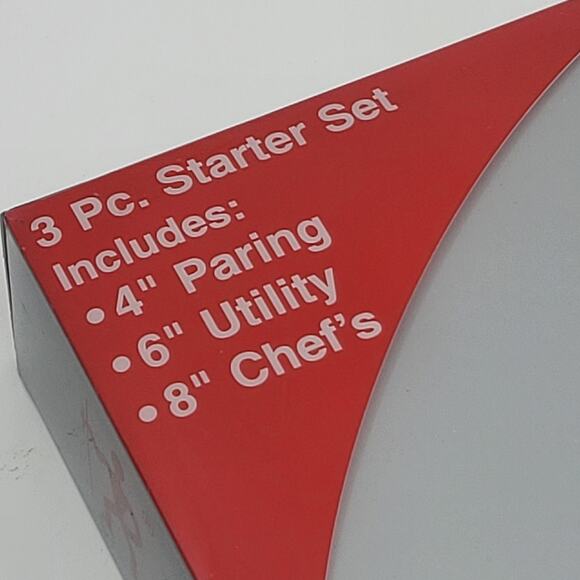 3 Pc. Starter Set
Includes:
• 4" Paring
• 6" Utility
• 8" Chef's